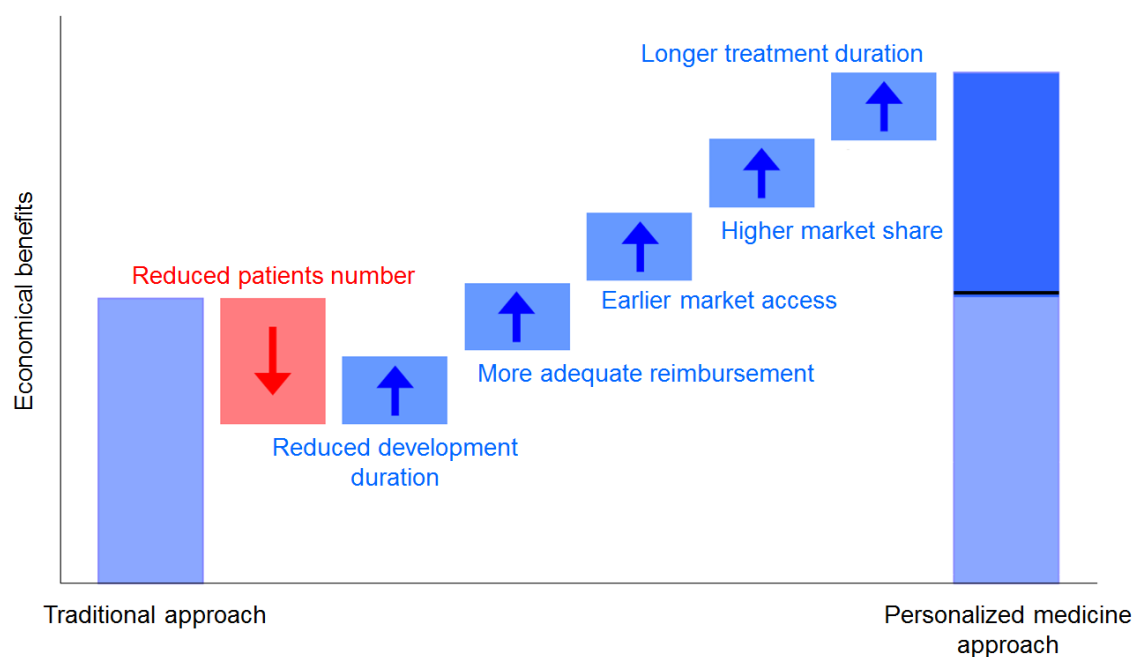 Longer treatment duration
Higher market share
Reduced patients number
Earlier market access
More adequate reimbursement
Reduced development
duration
Economical benefits
Traditional approach
Personalized medicine
approach